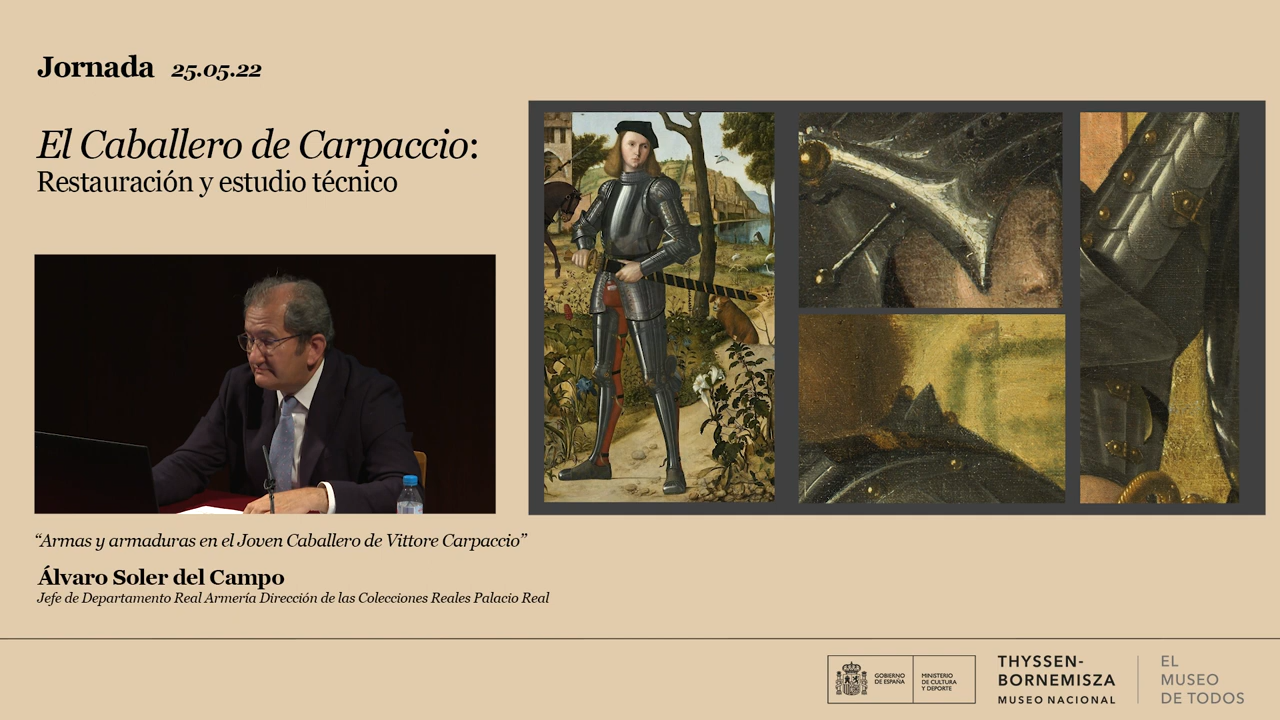 Jornada 25.05.22
El Caballero de Carpaccio:
Restauración y estudio técnico
“Armas y armaduras en el Joven Caballero de Vittore Carpaccio”
Álvaro Soler del Campo
Jefe de Departamento Real Armería Dirección de las Colecciones Reales Palacio Real
GOBIERNO
DE ESPAÑA
MINISTERIO
DE CULTURA
Y DEPORTE
THYSSEN-
BORNEMISZA
MUSEO NACIONAL
EL
MUSEO
DE TODOS